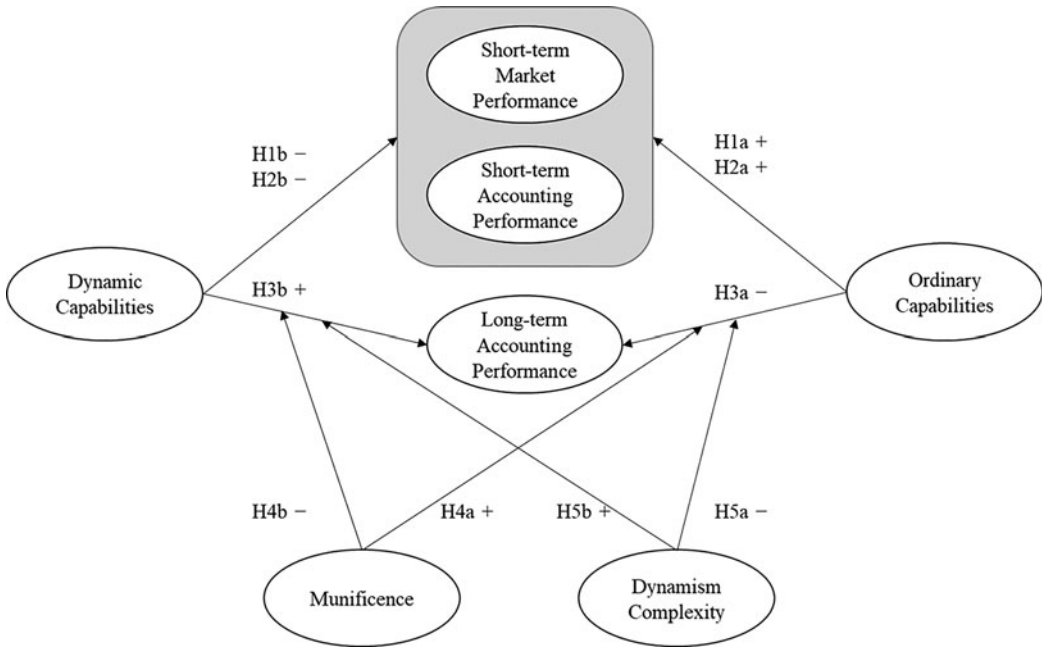 Short-term
Market
Performance
H1b −
H2b −
H1a +
H2a +
Short-term
Accounting
Performance
Dynamic
Capabilities
Ordinary
Capabilities
H3b +
H3a −
Long-term
Accounting
Performance
H4b −
H4a +
H5b +
H5a −
Munificence
Dynamism
Complexity